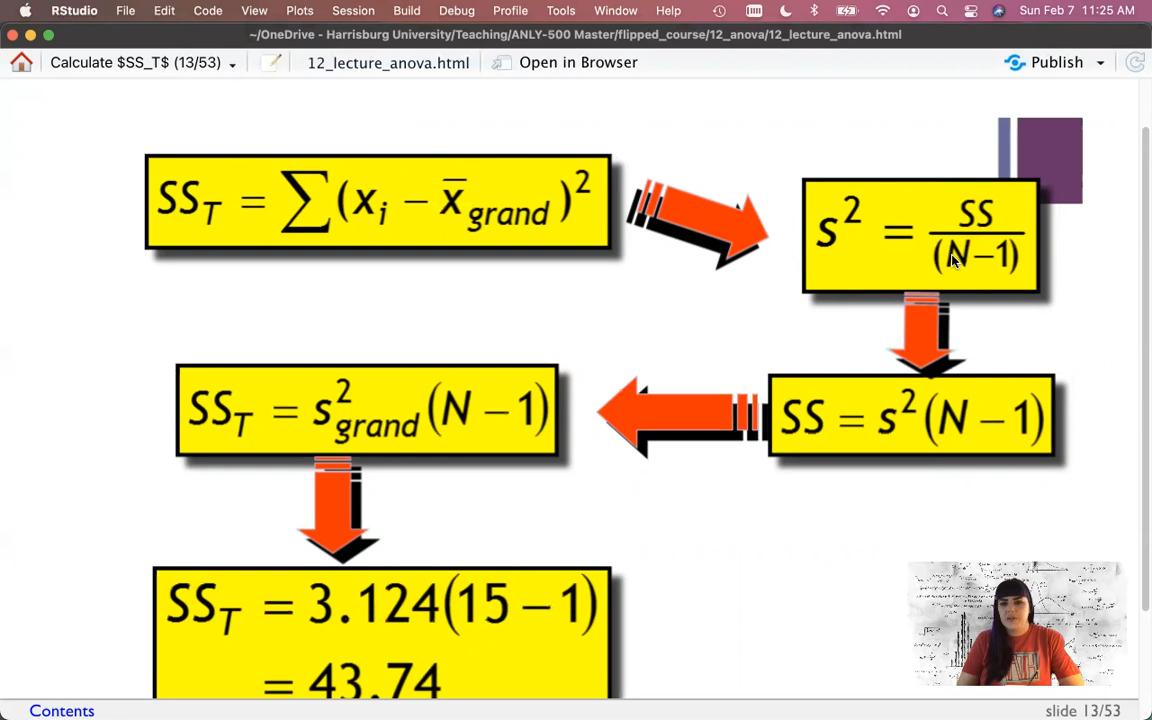 RStudio File Edit Code View Plots Session Build Debug Profile Tools Window Help Sun Feb 7 11:25 AM
~/OneDrive - Harrisburg University/Teaching/ANLY-500 Master/flipped_course/12_anova/12_lecture_anova.html
Calculate $SS_T$ (13/53) 12_lecture_anova.html Open in Browser Publish
SS_T = ∑(x_i − x̄_grand)²
s² = SS/(N−1)
SS_T = s²_grand(N − 1)
SS = s²(N − 1)
SS_T = 3.124(15 − 1)
= 43.74
Contents slide 13/53